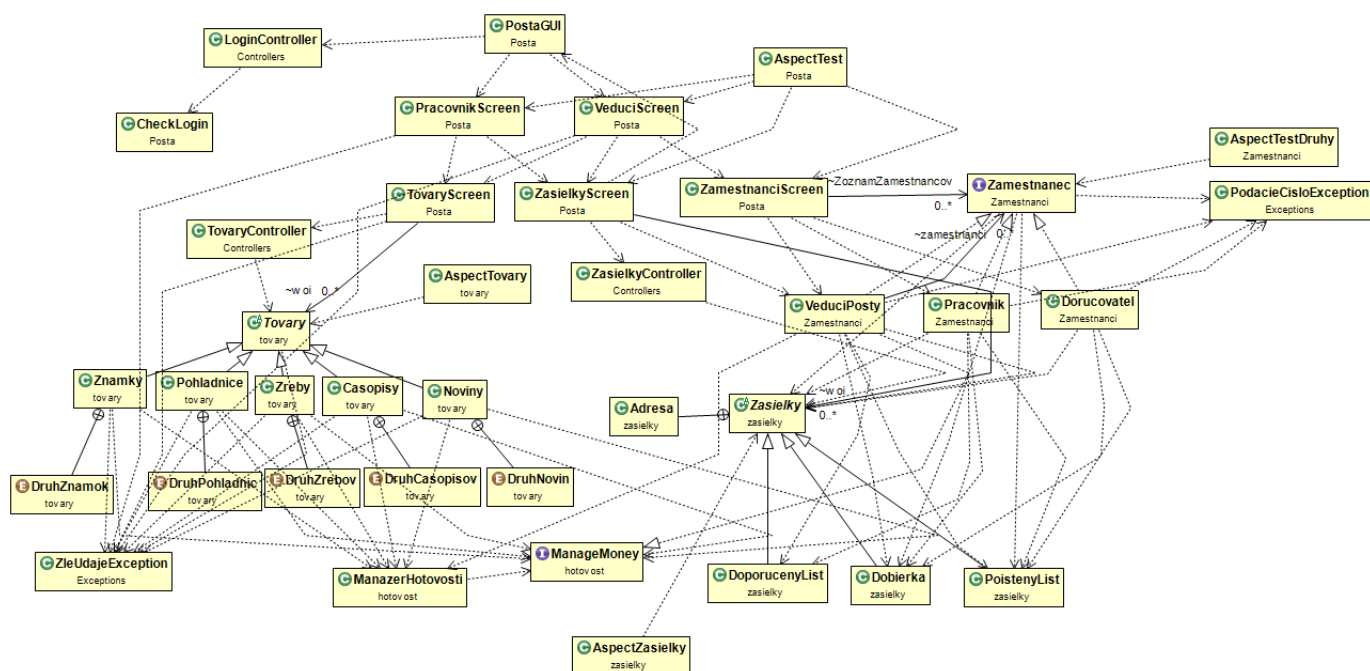 PostaGUI
Posta
LoginController
Controllers
AspectTest
Posta
PracovnikScreen
Posta
VeduciScreen
Posta
CheckLogin
Posta
AspectTestDruhy
Zamestnanci
TovaryScreen
Posta
ZasielkyScreen
Posta
ZamestnanciScreen
Posta
~ZoznamZamestnancov
0..*
Zamestnanec
Zamestnanci
PodacieCisloException
Exceptions
TovaryController
Controllers
~zamestnanci 0..*
AspectTovary
tovary
ZasielkyController
Controllers
~woi 0..*
VeduciPosty
Zamestnanci
Pracovnik
Zamestnanci
Dorucovatel
Zamestnanci
Tovary
tovary
Znamky
tovary
Pohladnice
tovary
Zreby
tovary
Casopisy
tovary
Noviny
tovary
~woi
0..*
Adresa
zasielky
Zasielky
zasielky
DruhZnamok
tovary
DruhPohladnic
tovary
DruhZrebov
tovary
DruhCasopisov
tovary
DruhNovin
tovary
ZleUdajeException
Exceptions
ManazerHotovosti
hotovost
ManageMoney
hotovost
DoporucenyList
zasielky
Dobierka
zasielky
PoistenyList
zasielky
AspectZasielky
zasielky